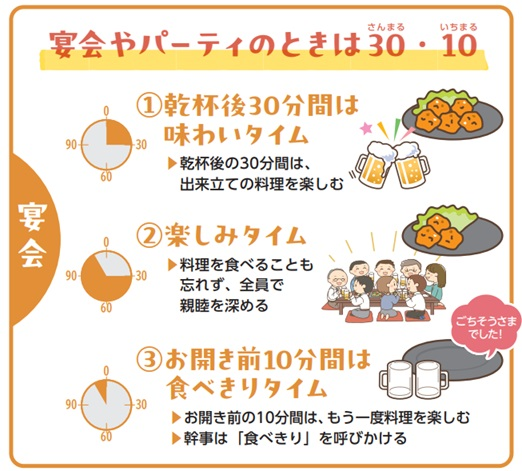 宴会やパーティのときは30・10
さんまる
いちまる
宴会
①乾杯後30分間は
味わいタイム
▶乾杯後の30分間は、
出来立ての料理を楽しむ
0
30
60
90
②楽しみタイム
▶料理を食べることも
忘れず、全員で
親睦を深める
0
30
60
90
ごちそうさま
でした!
③お開き前10分間は
食べきりタイム
▶お開き前の10分間は、もう一度料理を楽しむ
▶幹事は「食べきり」を呼びかける
0
30
60
90